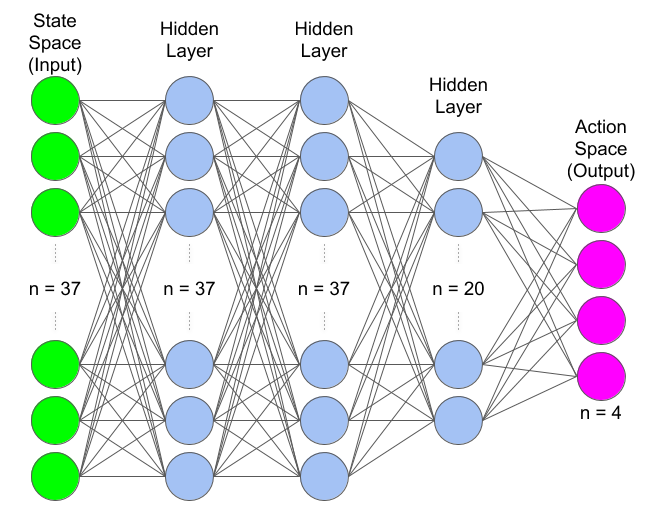 State
Space
(Input)
Hidden
Layer
Hidden
Layer
Hidden
Layer
Action
Space
(Output)
n = 37
n = 37
n = 37
n = 20
n = 4